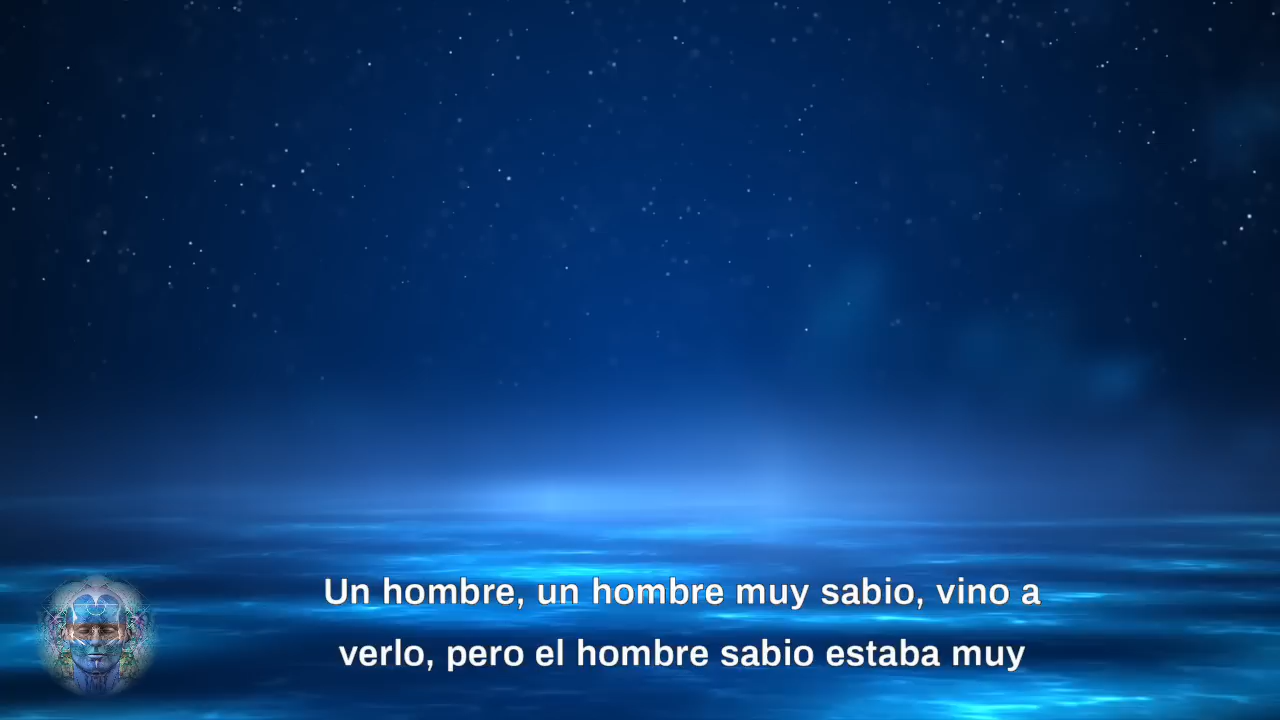 Un hombre, un hombre muy sabio, vino a
verlo, pero el hombre sabio estaba muy